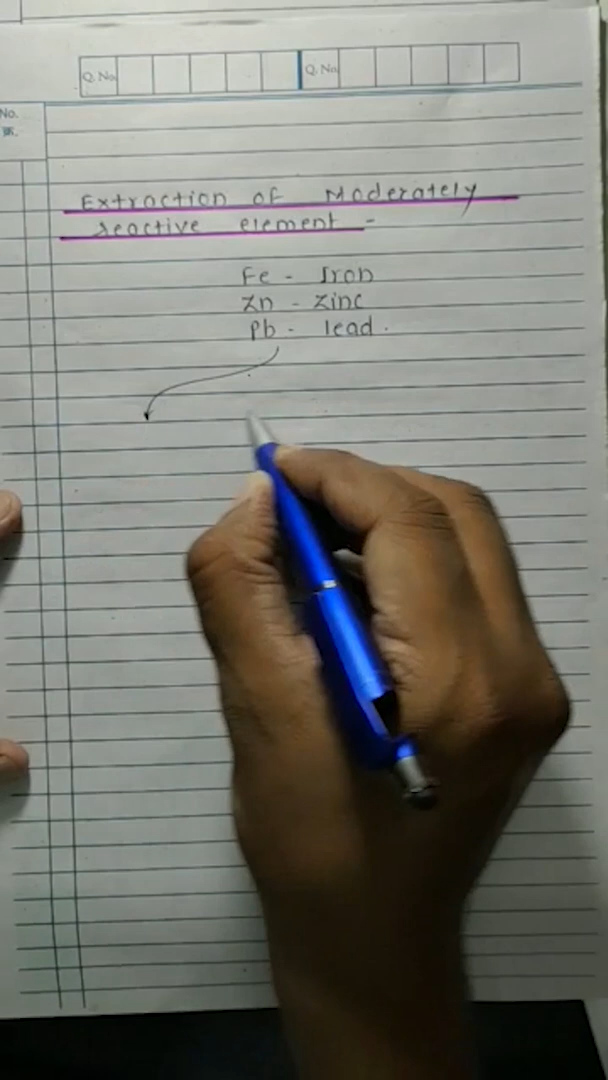 Q.No Q.No
No.
Extraction of Moderately
reactive element -
Fe - Iron
Zn - Zinc
Pb - lead.